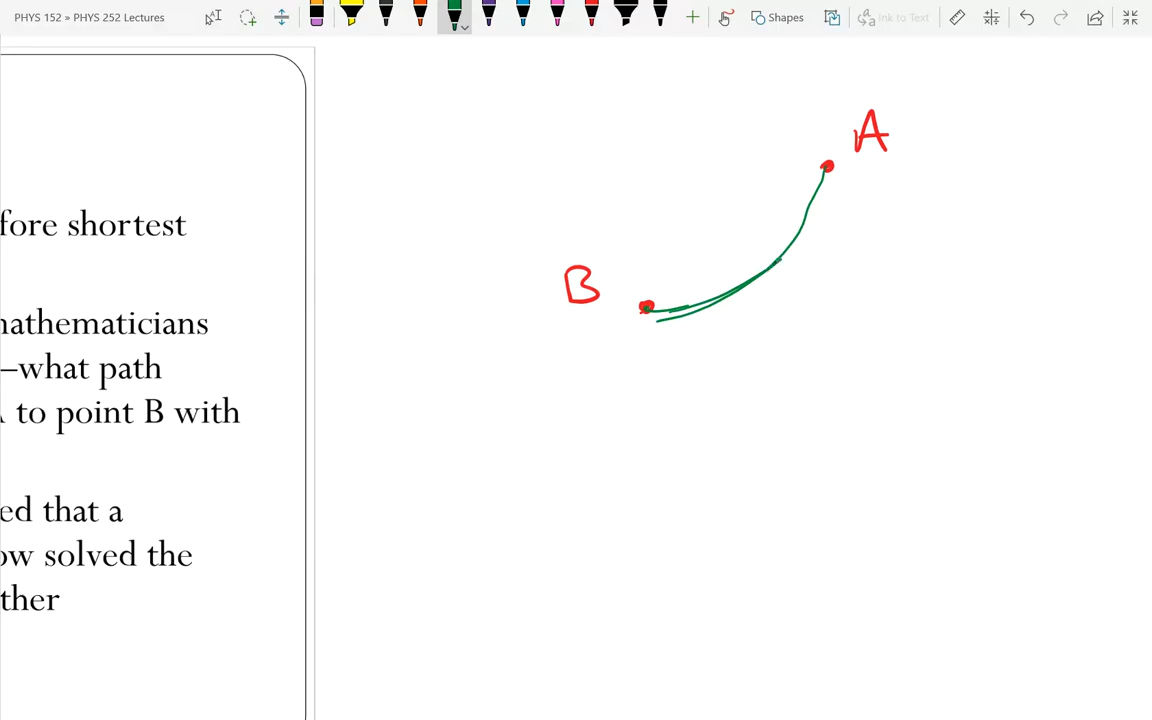 PHYS 152 » PHYS 252 Lectures
Shapes
Ink to Text
A
fore shortest
B
mathematicians
–what path
A to point B with
ed that a
ow solved the
ther